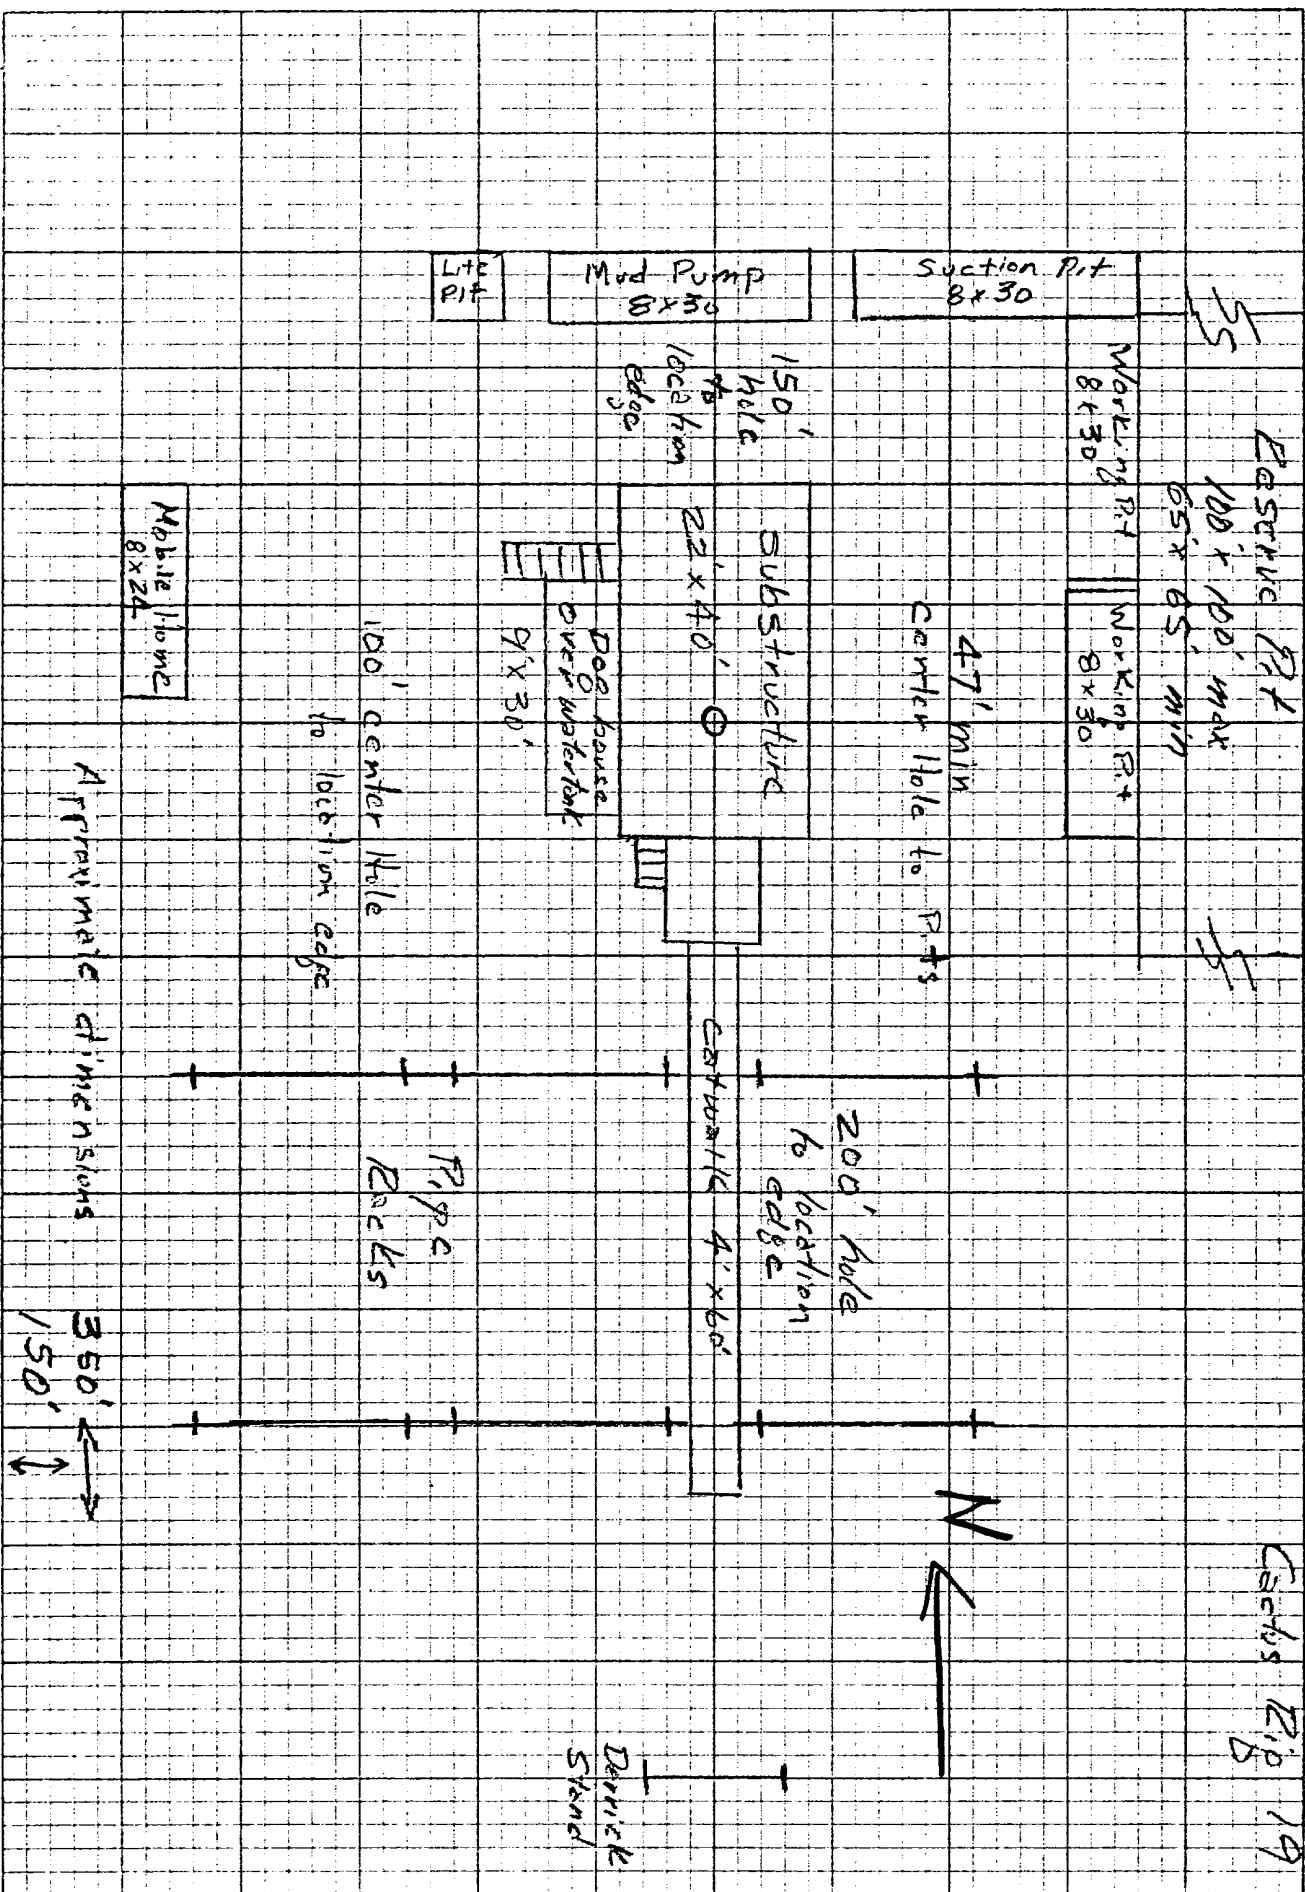 Cactus Rig 19
Reserve Pit
100' x 100' max
65' x 65' min
Working Pit
8x30
Working Pit
8x30
Suction Pit
8x30
Mud Pump
8x30
Lite
Pit
47' min
center Hole to Pits
150'
hole
to
location
edge
Substructure
22' x 40'
Dog house
over watertank
9' x 30'
200' hole
to location
edge
Catwalk 4' x 60'
N
Derrick
Stand
Pipe
Racks
100' center Hole
to location edge
Mobile Home
8x24
Approximate dimensions
350'
150'